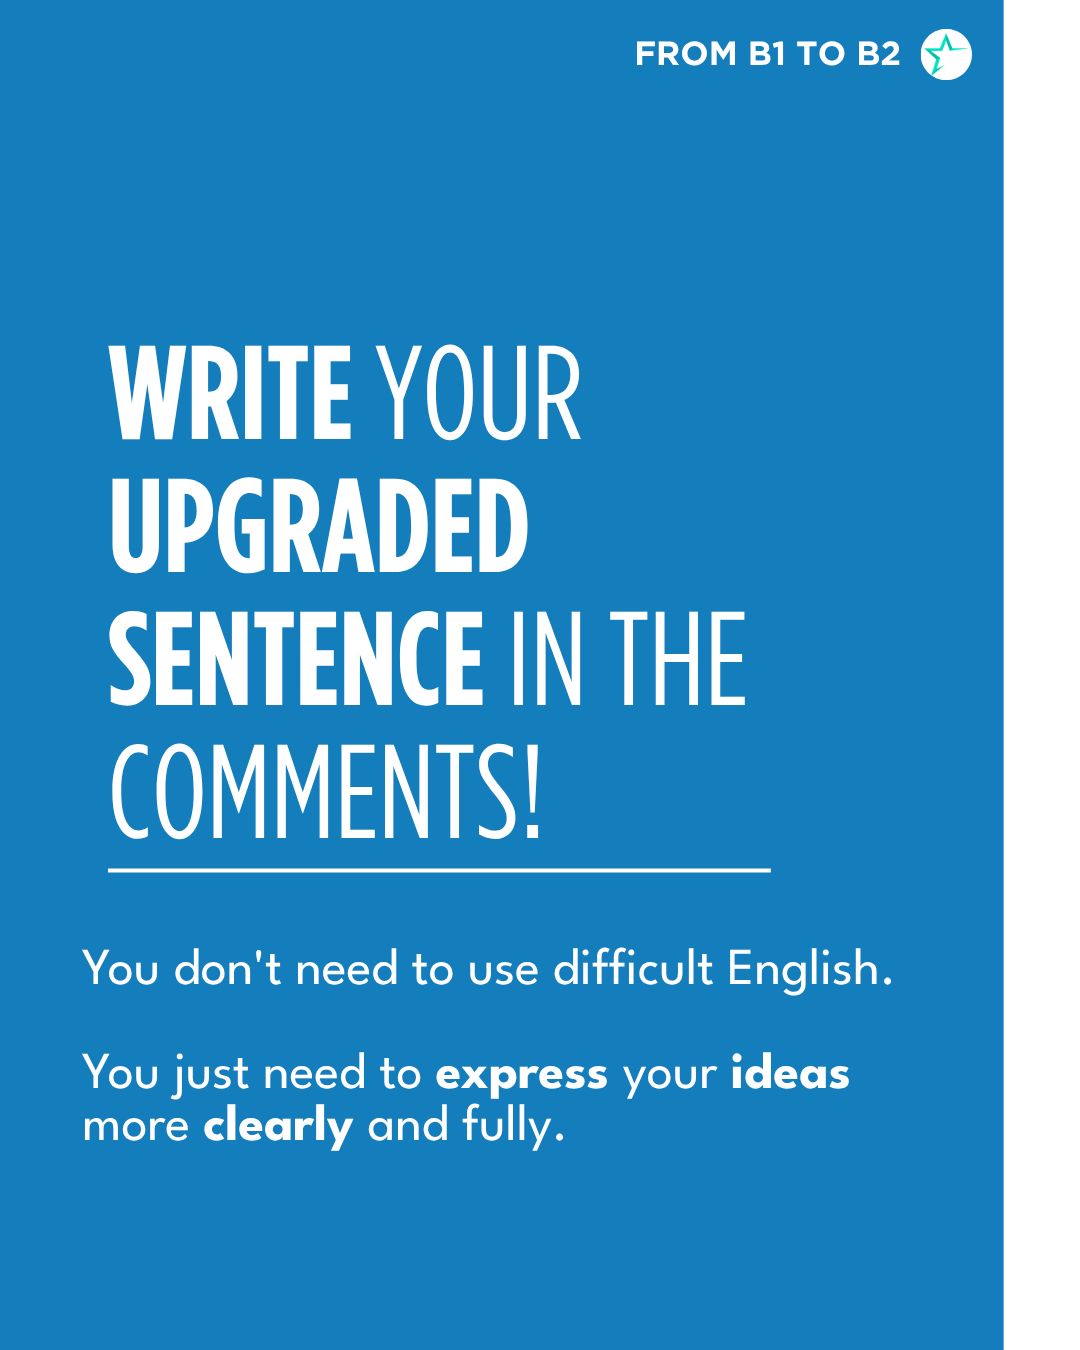 FROM B1 TO B2
WRITE YOUR
UPGRADED
SENTENCE IN THE
COMMENTS!
You don't need to use difficult English.
You just need to express your ideas
more clearly and fully.